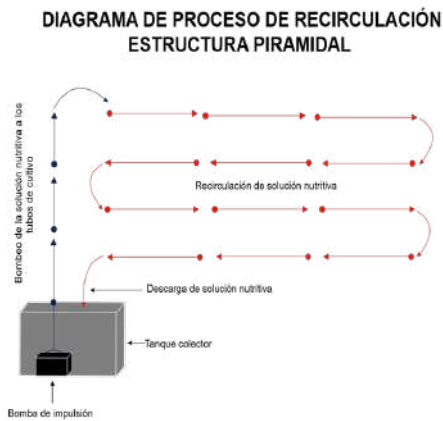 DIAGRAMA DE PROCESO DE RECIRCULACIÓN
ESTRUCTURA PIRAMIDAL
Bombeo de la solución nutritiva a los
tubos de cultivo
Recirculación de solución nutritiva
Descarga de solución nutritiva
Tanque colector
Bomba de impulsión